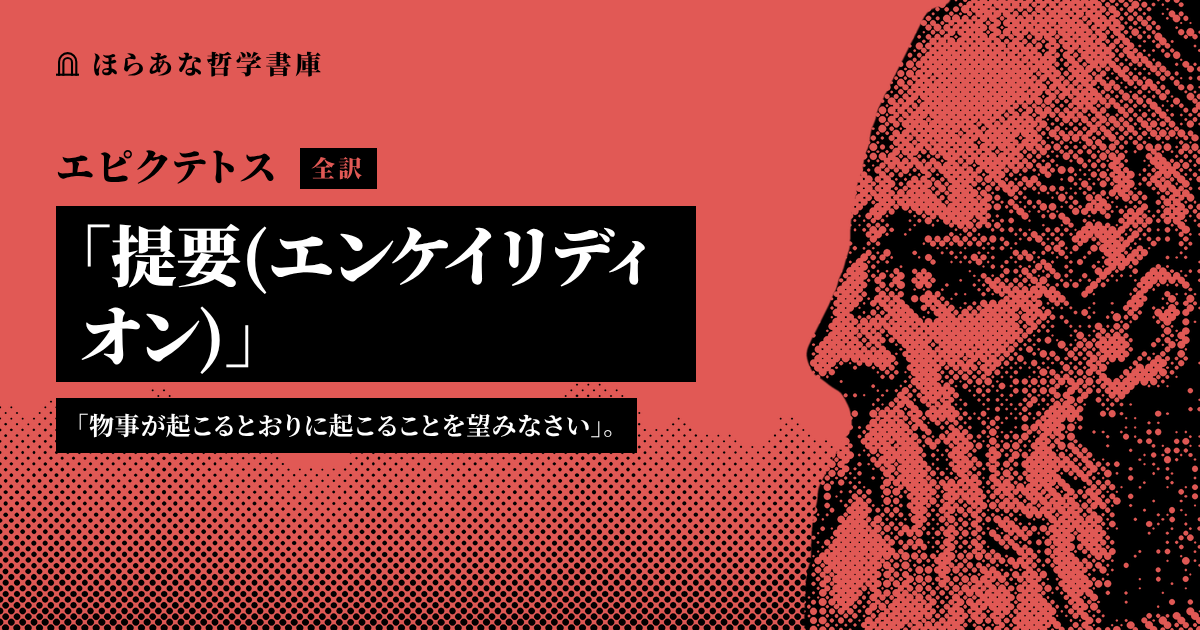 ほらあな哲学書庫
エピクテトス 全訳
「提要(エンケイリディ
オン)」
「物事が起こるとおりに起こることを望みなさい」。